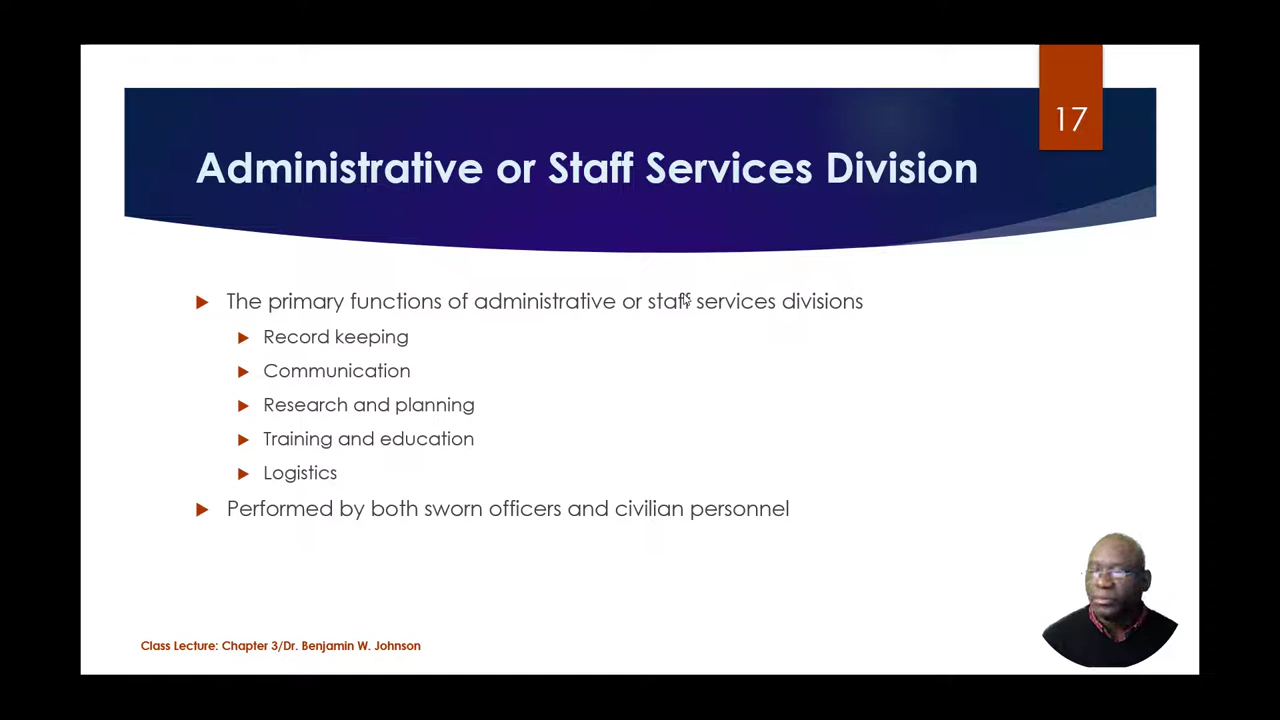 17
Administrative or Staff Services Division
The primary functions of administrative or staff services divisions
Record keeping
Communication
Research and planning
Training and education
Logistics
Performed by both sworn officers and civilian personnel
Class Lecture: Chapter 3/Dr. Benjamin W. Johnson